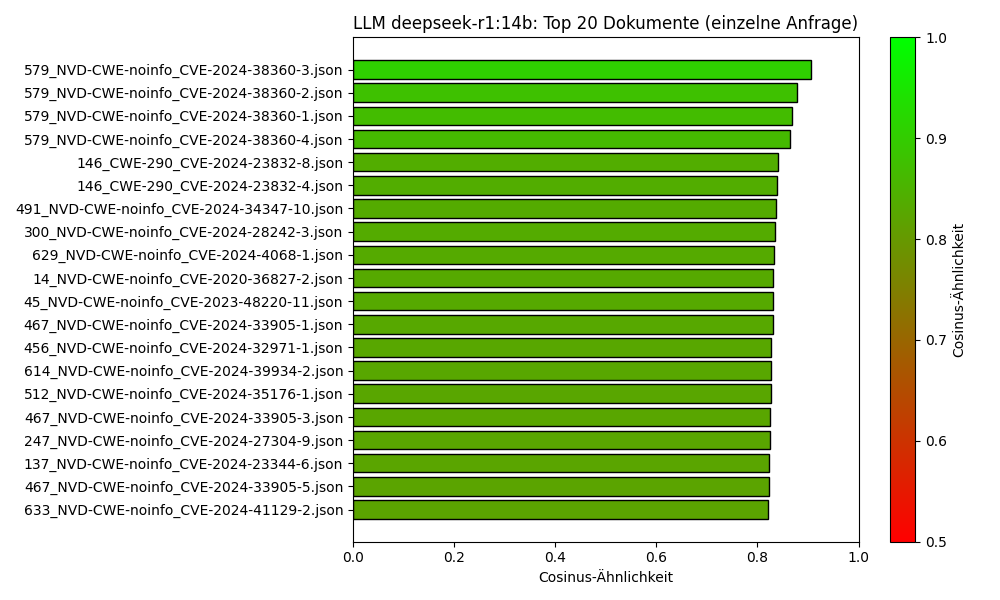 LLM deepseek-r1:14b: Top 20 Dokumente (einzelne Anfrage)
579_NVD-CWE-noinfo_CVE-2024-38360-3.json
579_NVD-CWE-noinfo_CVE-2024-38360-2.json
579_NVD-CWE-noinfo_CVE-2024-38360-1.json
579_NVD-CWE-noinfo_CVE-2024-38360-4.json
146_CWE-290_CVE-2024-23832-8.json
146_CWE-290_CVE-2024-23832-4.json
491_NVD-CWE-noinfo_CVE-2024-34347-10.json
300_NVD-CWE-noinfo_CVE-2024-28242-3.json
629_NVD-CWE-noinfo_CVE-2024-4068-1.json
14_NVD-CWE-noinfo_CVE-2020-36827-2.json
45_NVD-CWE-noinfo_CVE-2023-48220-11.json
467_NVD-CWE-noinfo_CVE-2024-33905-1.json
456_NVD-CWE-noinfo_CVE-2024-32971-1.json
614_NVD-CWE-noinfo_CVE-2024-39934-2.json
512_NVD-CWE-noinfo_CVE-2024-35176-1.json
467_NVD-CWE-noinfo_CVE-2024-33905-3.json
247_NVD-CWE-noinfo_CVE-2024-27304-9.json
137_NVD-CWE-noinfo_CVE-2024-23344-6.json
467_NVD-CWE-noinfo_CVE-2024-33905-5.json
633_NVD-CWE-noinfo_CVE-2024-41129-2.json
0.0 0.2 0.4 0.6 0.8 1.0
Cosinus-Ähnlichkeit
1.0
0.9
0.8
0.7
0.6
0.5
Cosinus-Ähnlichkeit